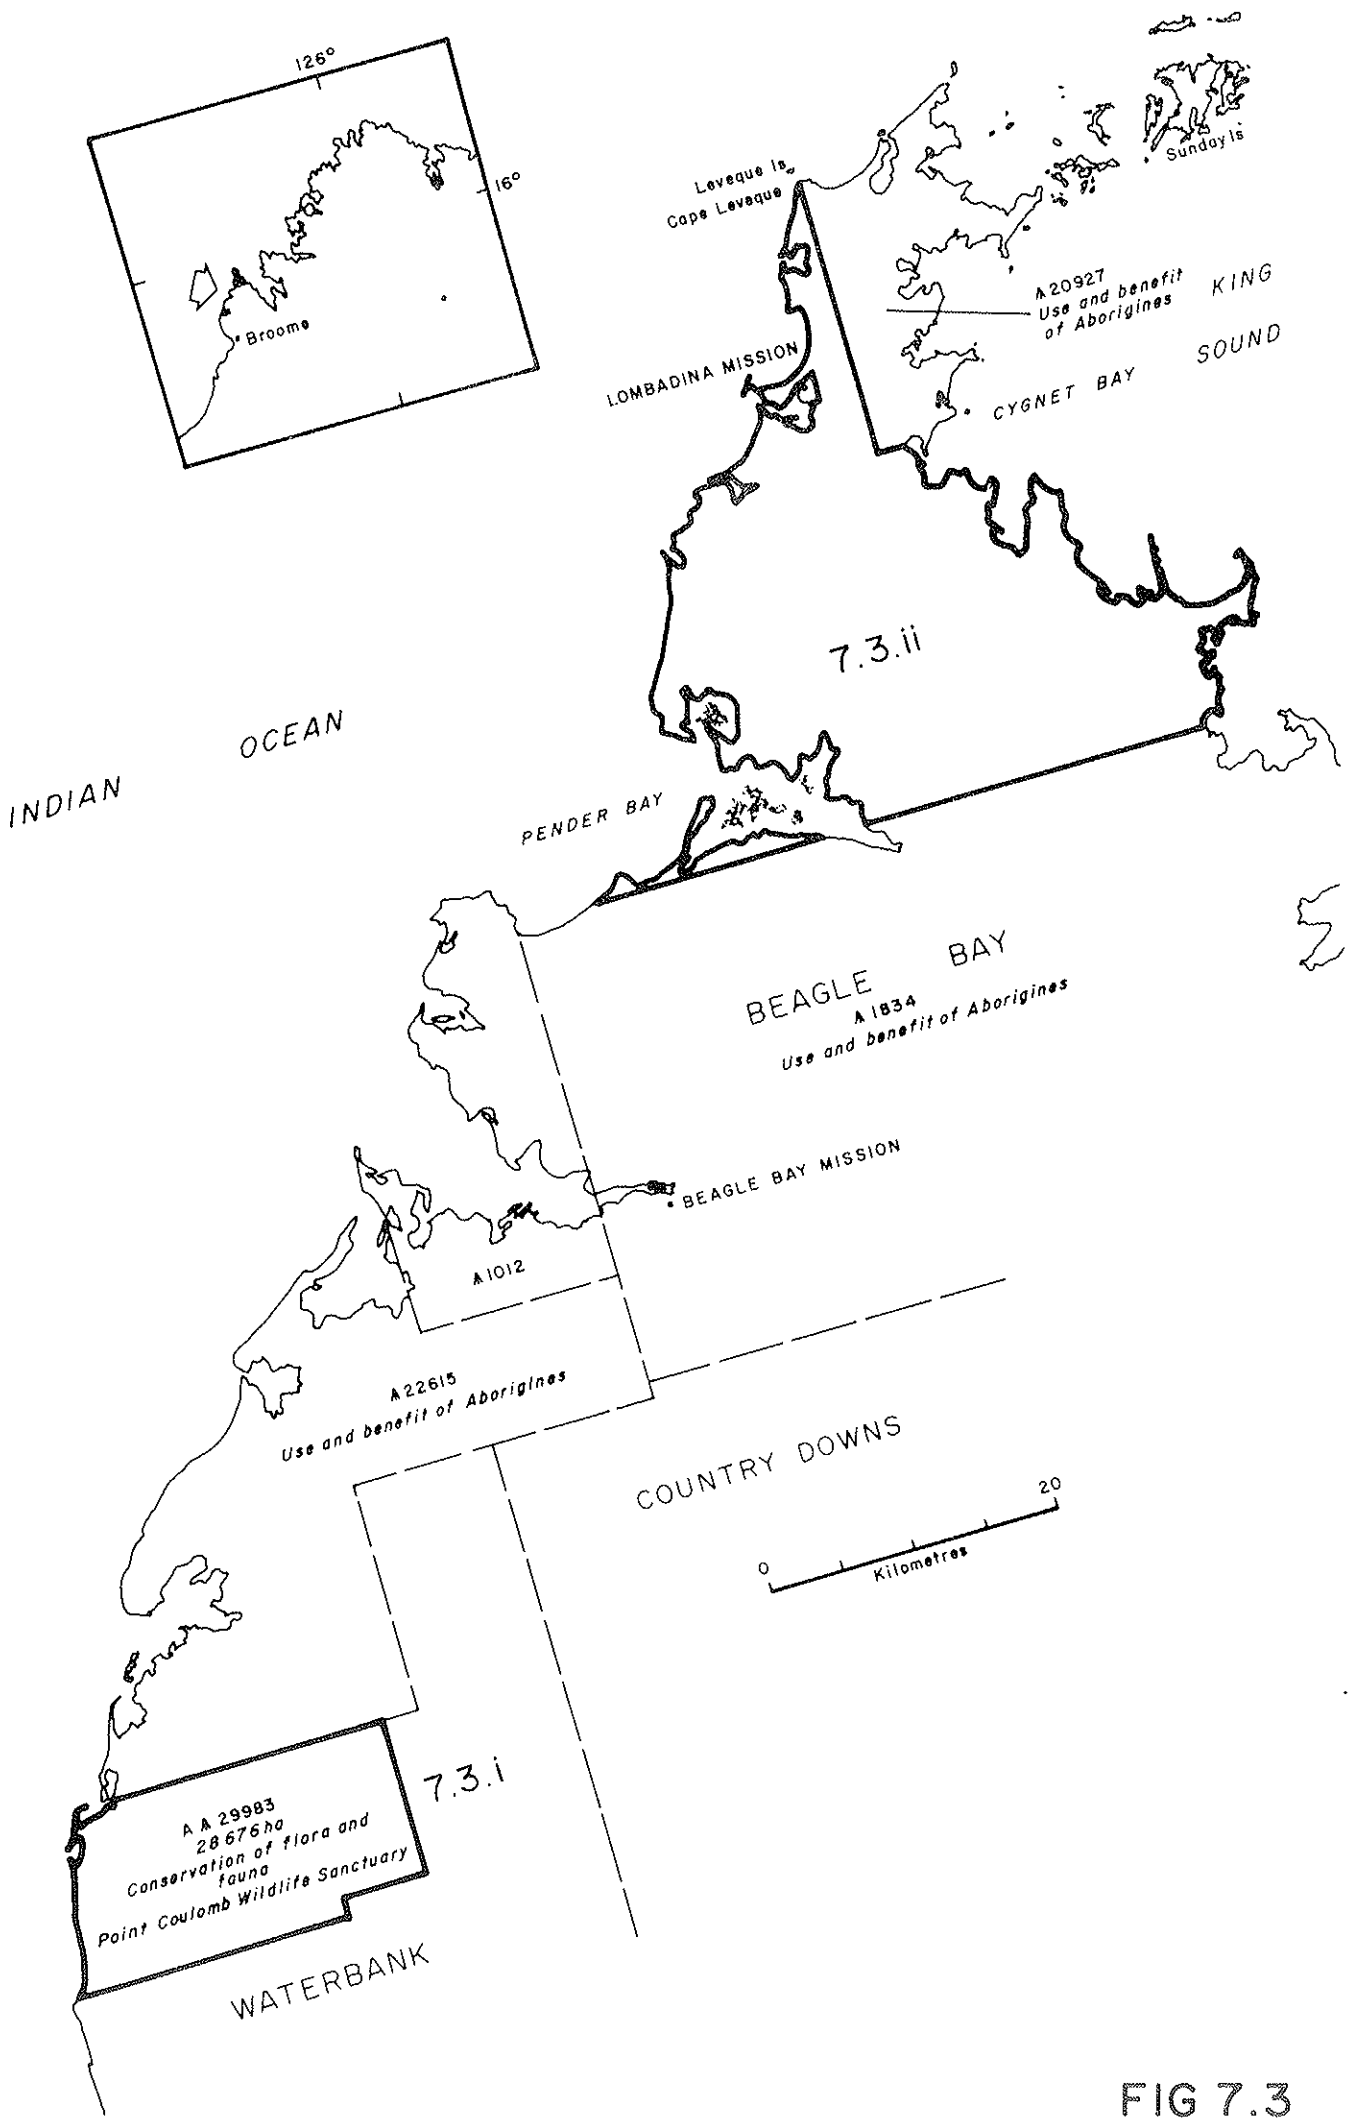 126°
16°
Broome
Leveque Is
Cape Leveque
Sunday Is
A 20927
Use and benefit
of Aborigines
KING
SOUND
LOMBADINA MISSION
CYGNET BAY
7.3.ii
INDIAN OCEAN
PENDER BAY
BEAGLE BAY
A 1834
Use and benefit of Aborigines
BEAGLE BAY MISSION
A 1012
A 22615
Use and benefit of Aborigines
COUNTRY DOWNS
0 20
Kilometres
7.3.i
A A 29983
28 676 ha
Conservation of flora and
fauna
Point Coulomb Wildlife Sanctuary
WATERBANK
FIG 7.3